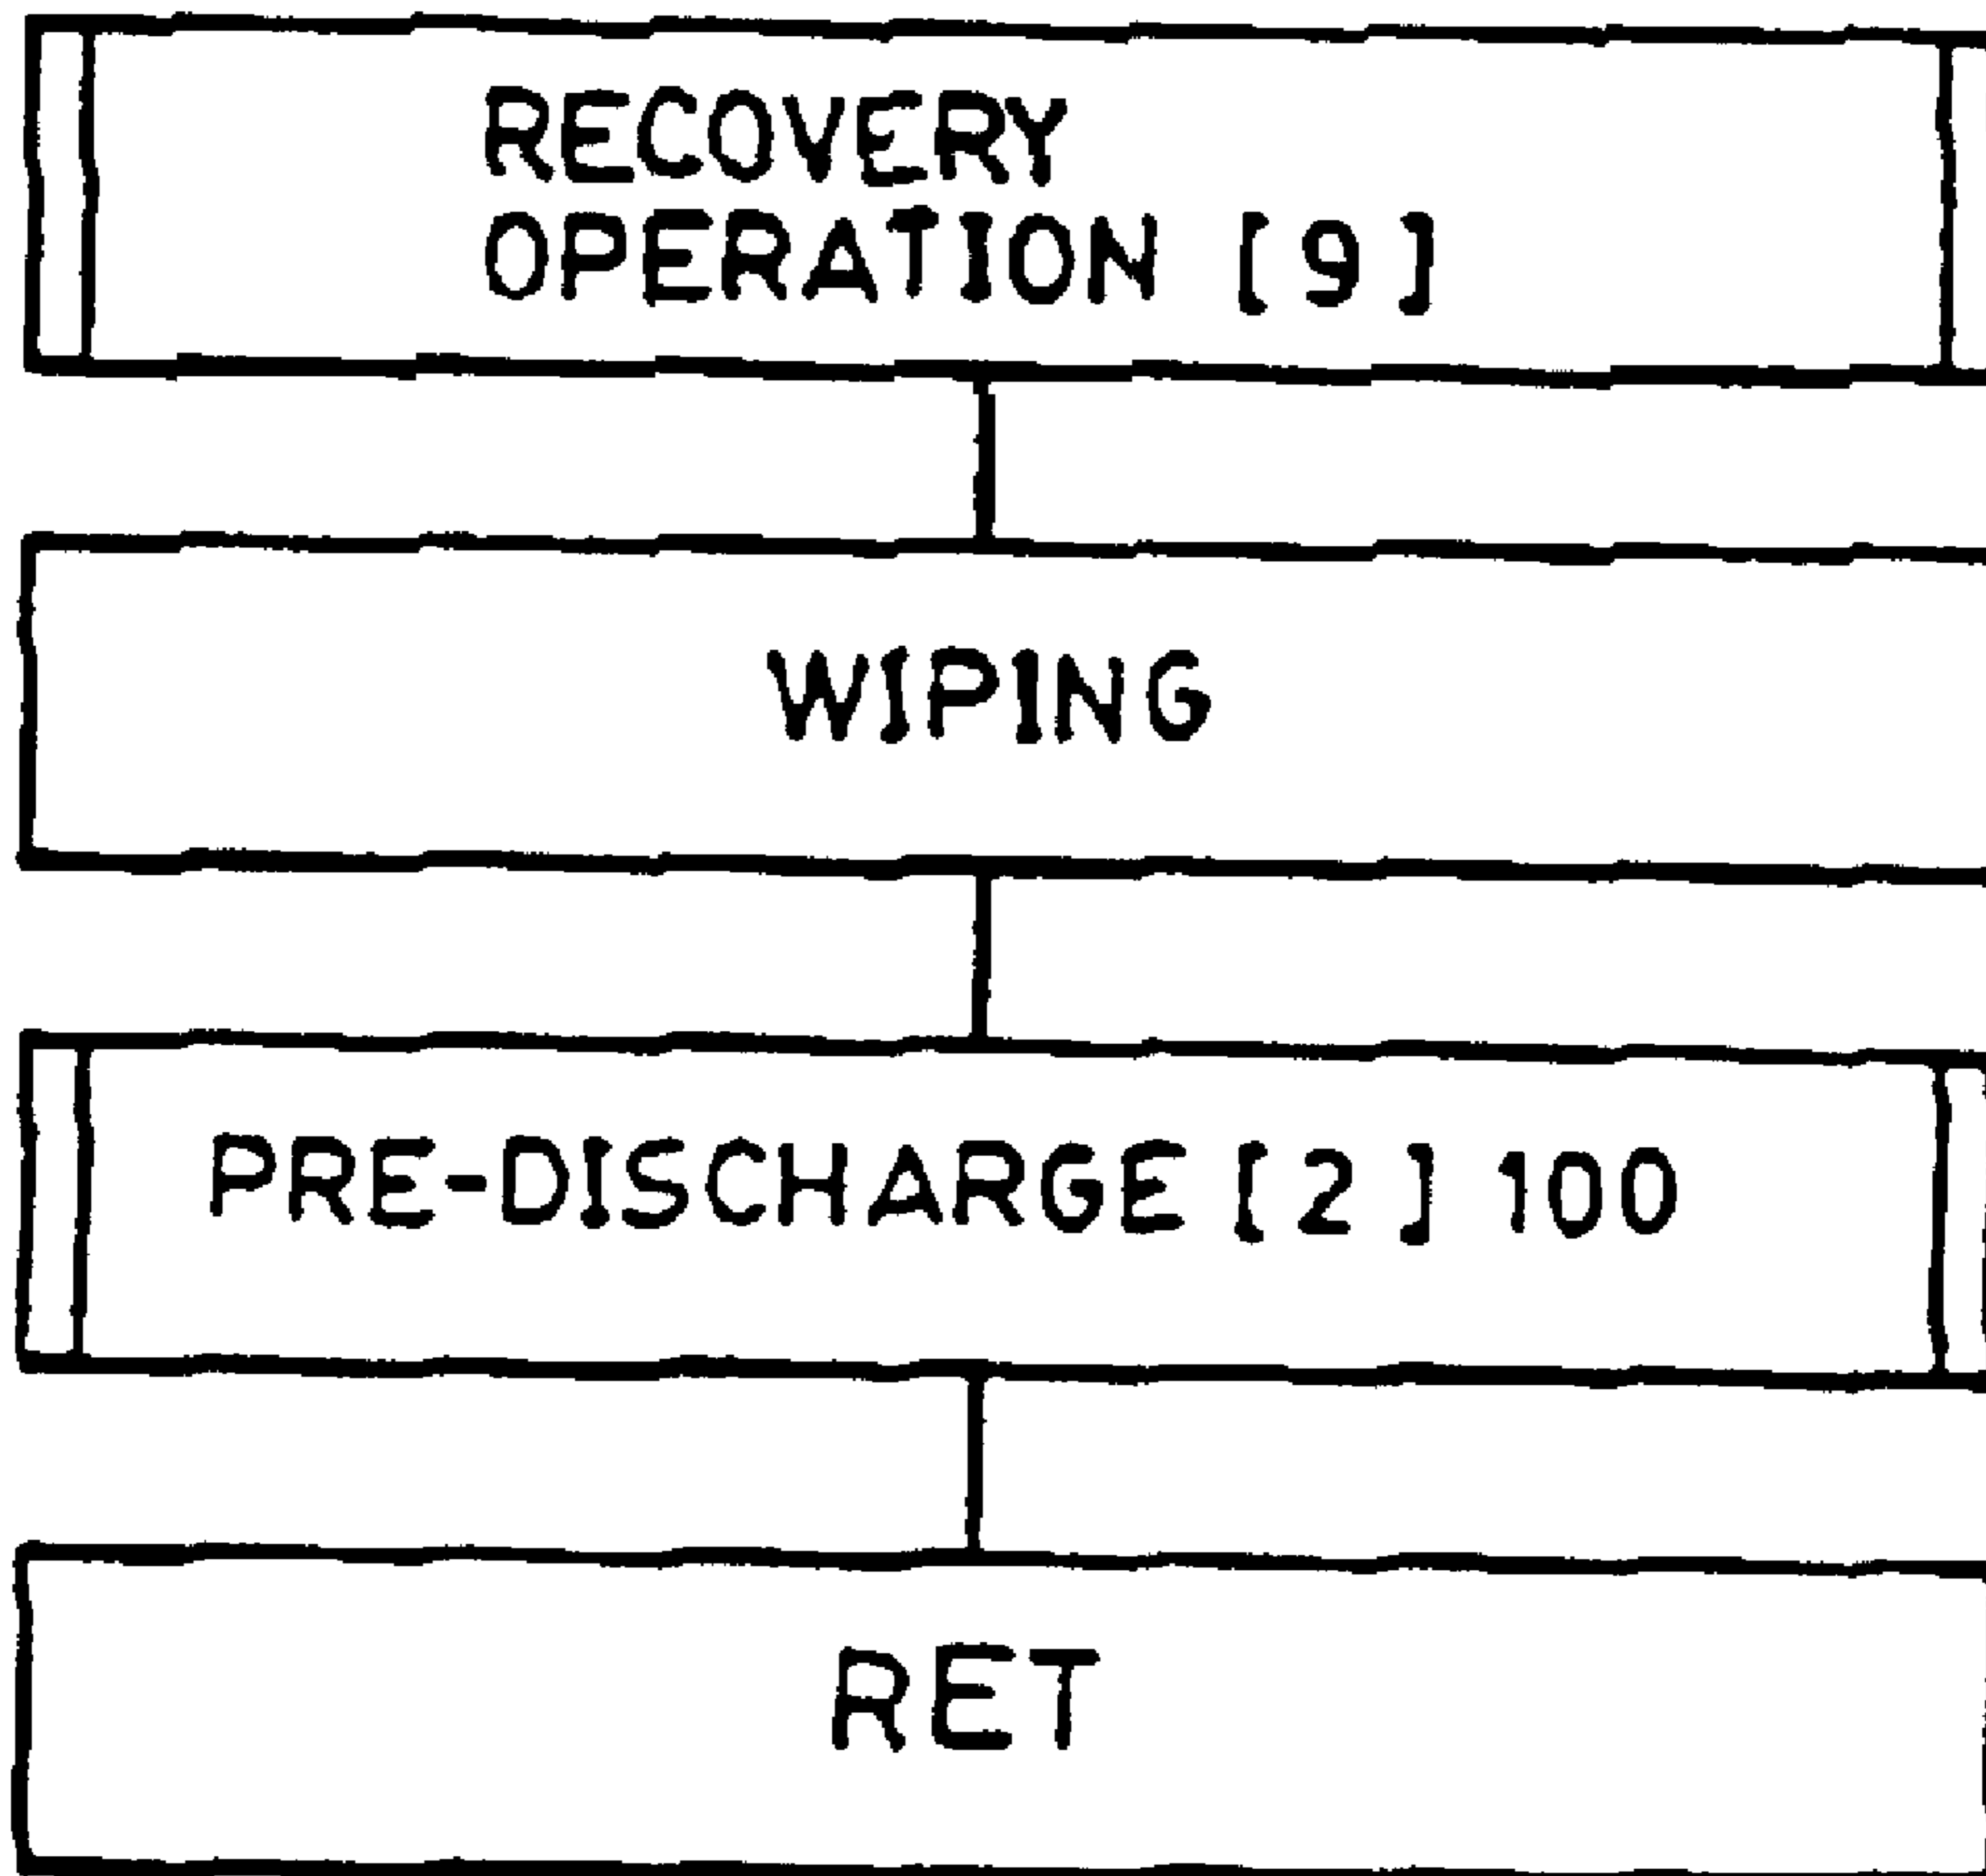 RECOVERY
OPERATION [9]
WIPING
PRE-DISCHARGE [2] 100
RET